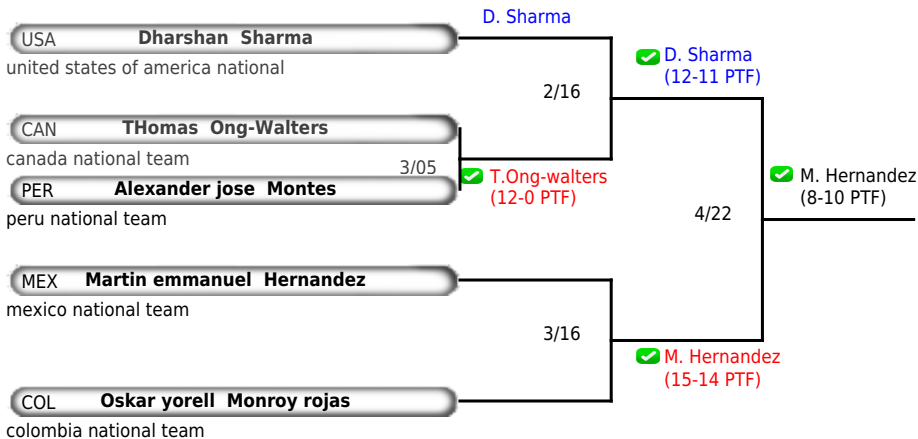 D. Sharma
USA Dharshan Sharma
united states of america national
D. Sharma
(12-11 PTF)
2/16
CAN THomas Ong-Walters
canada national team
3/05
T.Ong-walters
(12-0 PTF)
PER Alexander jose Montes
peru national team
M. Hernandez
(8-10 PTF)
4/22
MEX Martin emmanuel Hernandez
mexico national team
3/16
M. Hernandez
(15-14 PTF)
COL Oskar yorell Monroy rojas
colombia national team